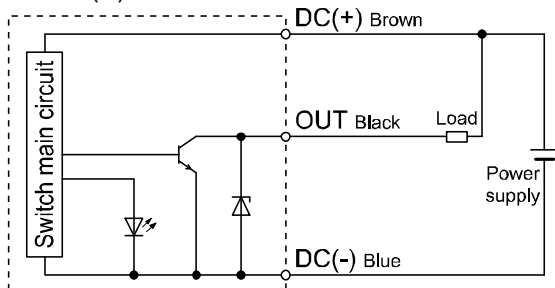 DC(+) Brown
Switch main circuit
OUT Black
Load
Power
supply
DC(-) Blue